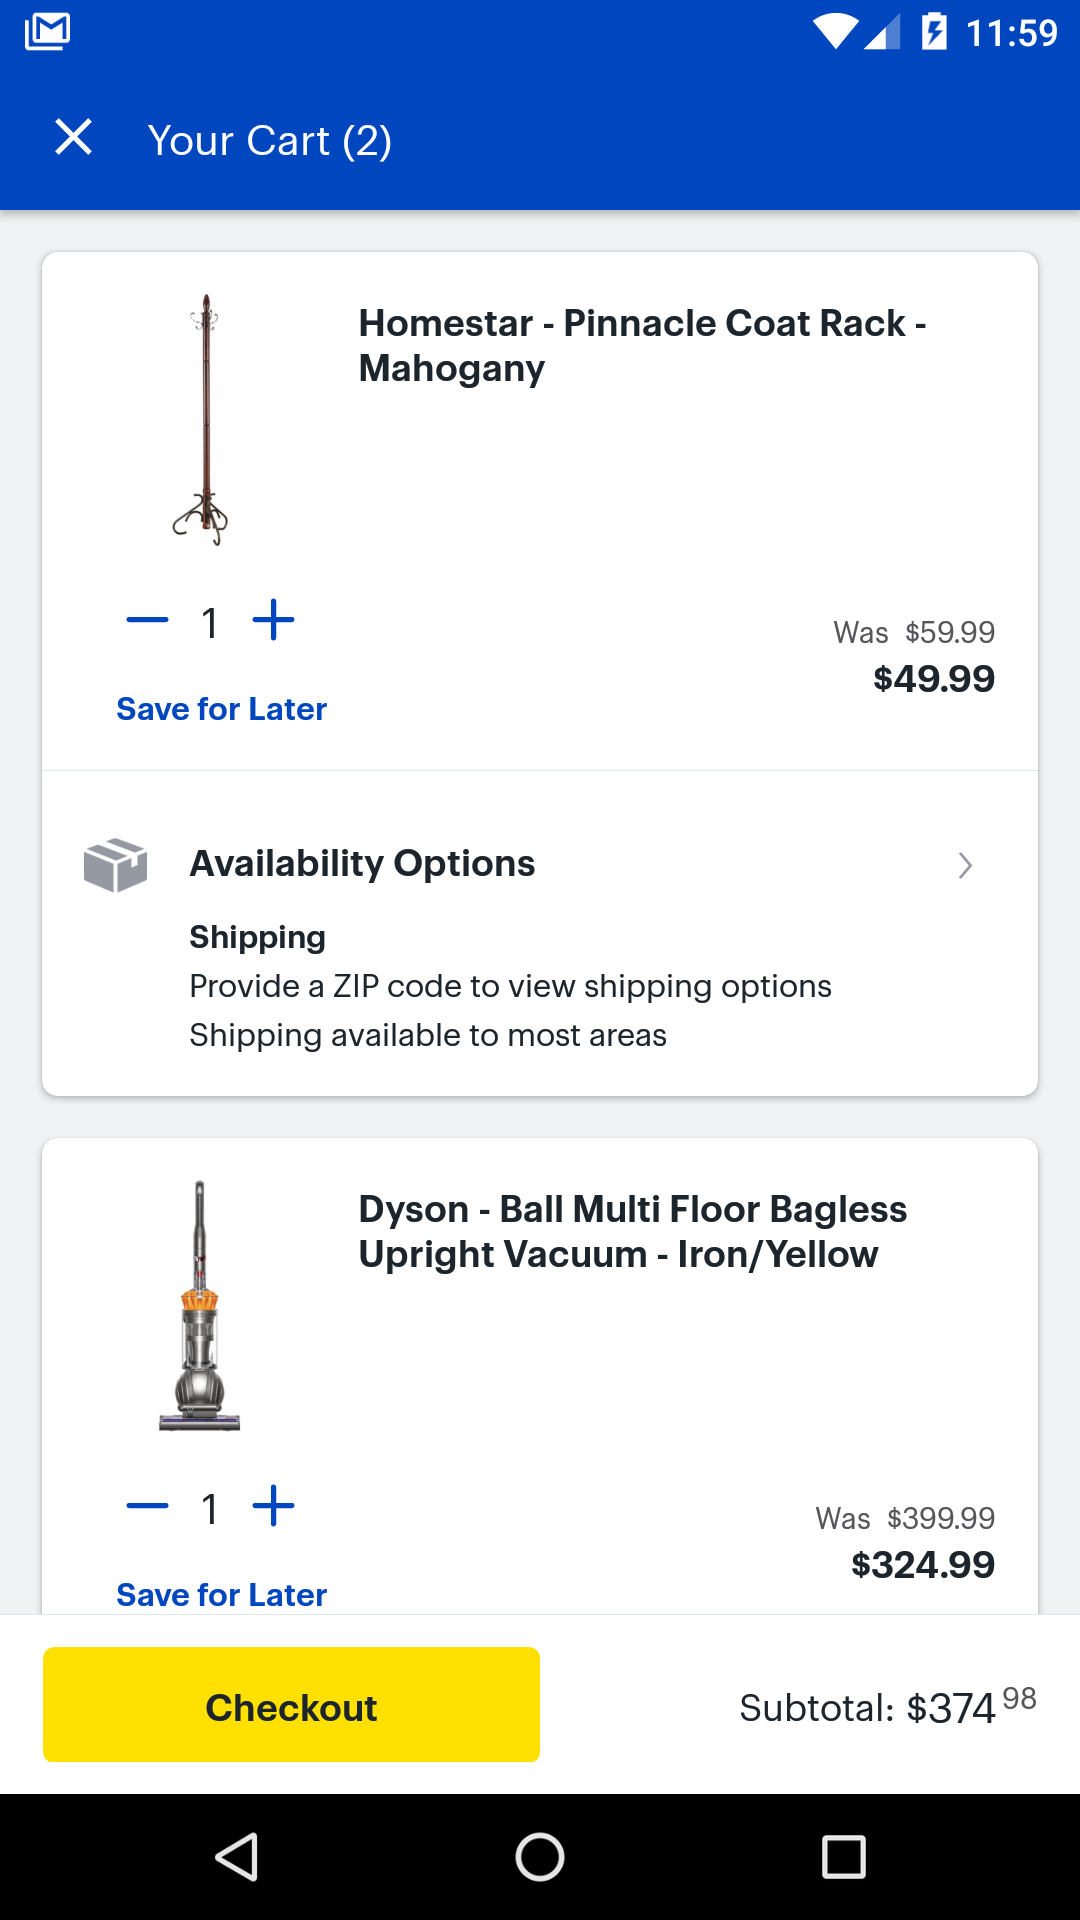 11:59
Your Cart (2)
Homestar - Pinnacle Coat Rack -
Mahogany
1
Was $59.99
$49.99
Save for Later
Availability Options
Shipping
Provide a ZIP code to view shipping options
Shipping available to most areas
Dyson - Ball Multi Floor Bagless
Upright Vacuum - Iron/Yellow
1
Was $399.99
$324.99
Save for Later
Checkout
Subtotal: $374 98